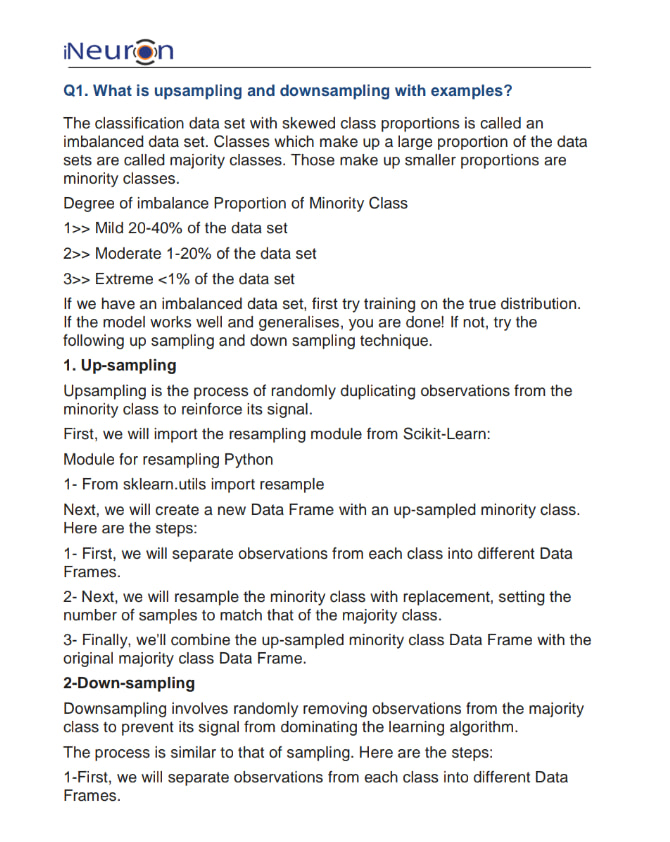 iNeuron
Q1. What is upsampling and downsampling with examples?
The classification data set with skewed class proportions is called an
imbalanced data set. Classes which make up a large proportion of the data
sets are called majority classes. Those make up smaller proportions are
minority classes.
Degree of imbalance Proportion of Minority Class
1>> Mild 20-40% of the data set
2>> Moderate 1-20% of the data set
3>> Extreme <1% of the data set
If we have an imbalanced data set, first try training on the true distribution.
If the model works well and generalises, you are done! If not, try the
following up sampling and down sampling technique.
1. Up-sampling
Upsampling is the process of randomly duplicating observations from the
minority class to reinforce its signal.
First, we will import the resampling module from Scikit-Learn:
Module for resampling Python
1- From sklearn.utils import resample
Next, we will create a new Data Frame with an up-sampled minority class.
Here are the steps:
1- First, we will separate observations from each class into different Data
Frames.
2- Next, we will resample the minority class with replacement, setting the
number of samples to match that of the majority class.
3- Finally, we'll combine the up-sampled minority class Data Frame with the
original majority class Data Frame.
2-Down-sampling
Downsampling involves randomly removing observations from the majority
class to prevent its signal from dominating the learning algorithm.
The process is similar to that of sampling. Here are the steps:
1-First, we will separate observations from each class into different Data
Frames.